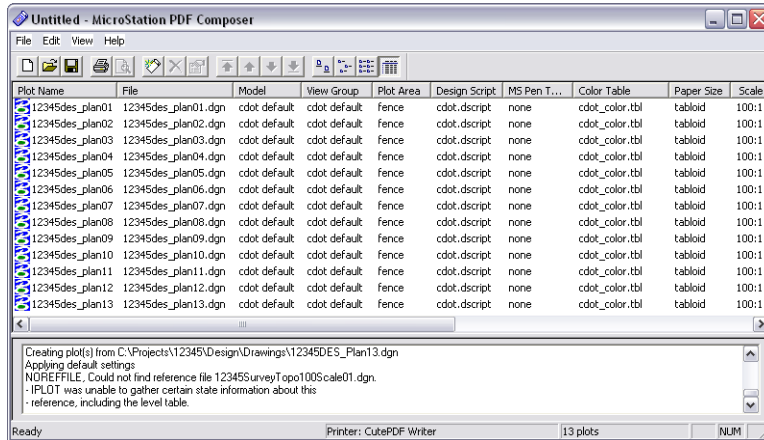 Untitled - MicroStation PDF Composer
File Edit View Help
Plot Name File Model View Group Plot Area Design Script MS Pen T... Color Table Paper Size Scale
12345des_plan01 12345des_plan01.dgn cdot default cdot default fence cdot.dscript none cdot_color.tbl tabloid 100:1
12345des_plan02 12345des_plan02.dgn cdot default cdot default fence cdot.dscript none cdot_color.tbl tabloid 100:1
12345des_plan03 12345des_plan03.dgn cdot default cdot default fence cdot.dscript none cdot_color.tbl tabloid 100:1
12345des_plan04 12345des_plan04.dgn cdot default cdot default fence cdot.dscript none cdot_color.tbl tabloid 100:1
12345des_plan05 12345des_plan05.dgn cdot default cdot default fence cdot.dscript none cdot_color.tbl tabloid 100:1
12345des_plan06 12345des_plan06.dgn cdot default cdot default fence cdot.dscript none cdot_color.tbl tabloid 100:1
12345des_plan07 12345des_plan07.dgn cdot default cdot default fence cdot.dscript none cdot_color.tbl tabloid 100:1
12345des_plan08 12345des_plan08.dgn cdot default cdot default fence cdot.dscript none cdot_color.tbl tabloid 100:1
12345des_plan09 12345des_plan09.dgn cdot default cdot default fence cdot.dscript none cdot_color.tbl tabloid 100:1
12345des_plan10 12345des_plan10.dgn cdot default cdot default fence cdot.dscript none cdot_color.tbl tabloid 100:1
12345des_plan11 12345des_plan11.dgn cdot default cdot default fence cdot.dscript none cdot_color.tbl tabloid 100:1
12345des_plan12 12345des_plan12.dgn cdot default cdot default fence cdot.dscript none cdot_color.tbl tabloid 100:1
12345des_plan13 12345des_plan13.dgn cdot default cdot default fence cdot.dscript none cdot_color.tbl tabloid 100:1
Creating plot(s) from C:\Projects\12345\Design\Drawings\12345DES_Plan13.dgn
Applying default settings
NOREFFILE, Could not find reference file 12345SurveyTopo100Scale01.dgn.
- IPLOT was unable to gather certain state information about this
- reference, including the level table.
Ready Printer: CutePDF Writer 13 plots NUM